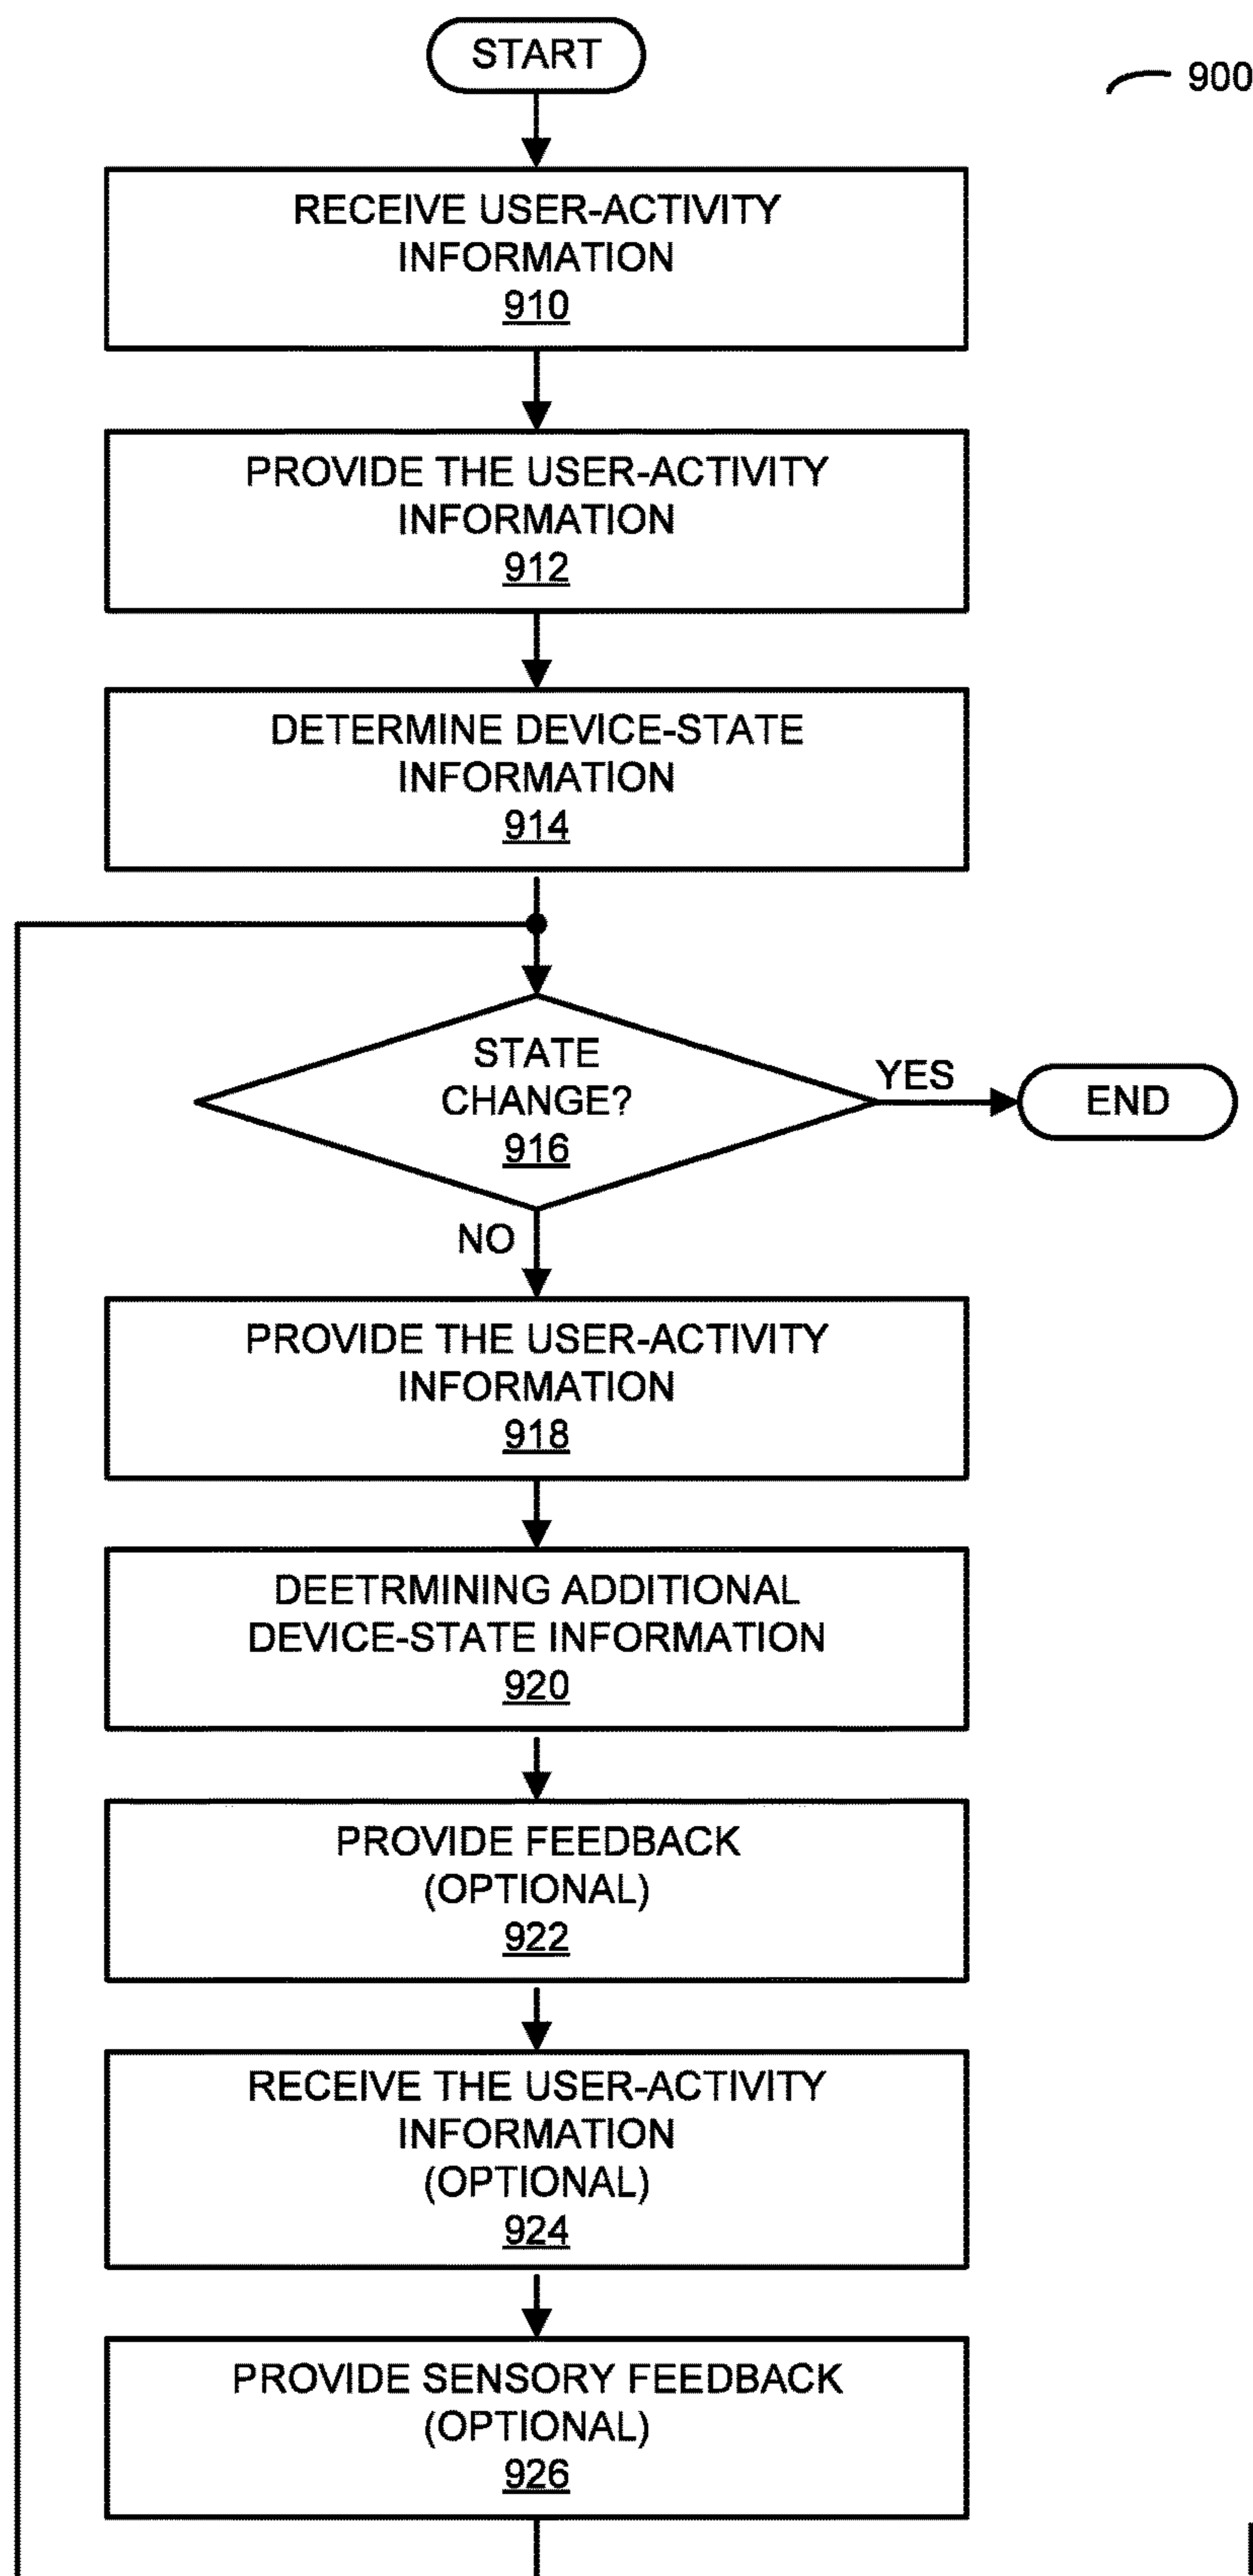 START
900
RECEIVE USER-ACTIVITY
INFORMATION
910
PROVIDE THE USER-ACTIVITY
INFORMATION
912
DETERMINE DEVICE-STATE
INFORMATION
914
STATE
CHANGE?
916
YES
END
NO
PROVIDE THE USER-ACTIVITY
INFORMATION
918
DEETRMINING ADDITIONAL
DEVICE-STATE INFORMATION
920
PROVIDE FEEDBACK
(OPTIONAL)
922
RECEIVE THE USER-ACTIVITY
INFORMATION
(OPTIONAL)
924
PROVIDE SENSORY FEEDBACK
(OPTIONAL)
926